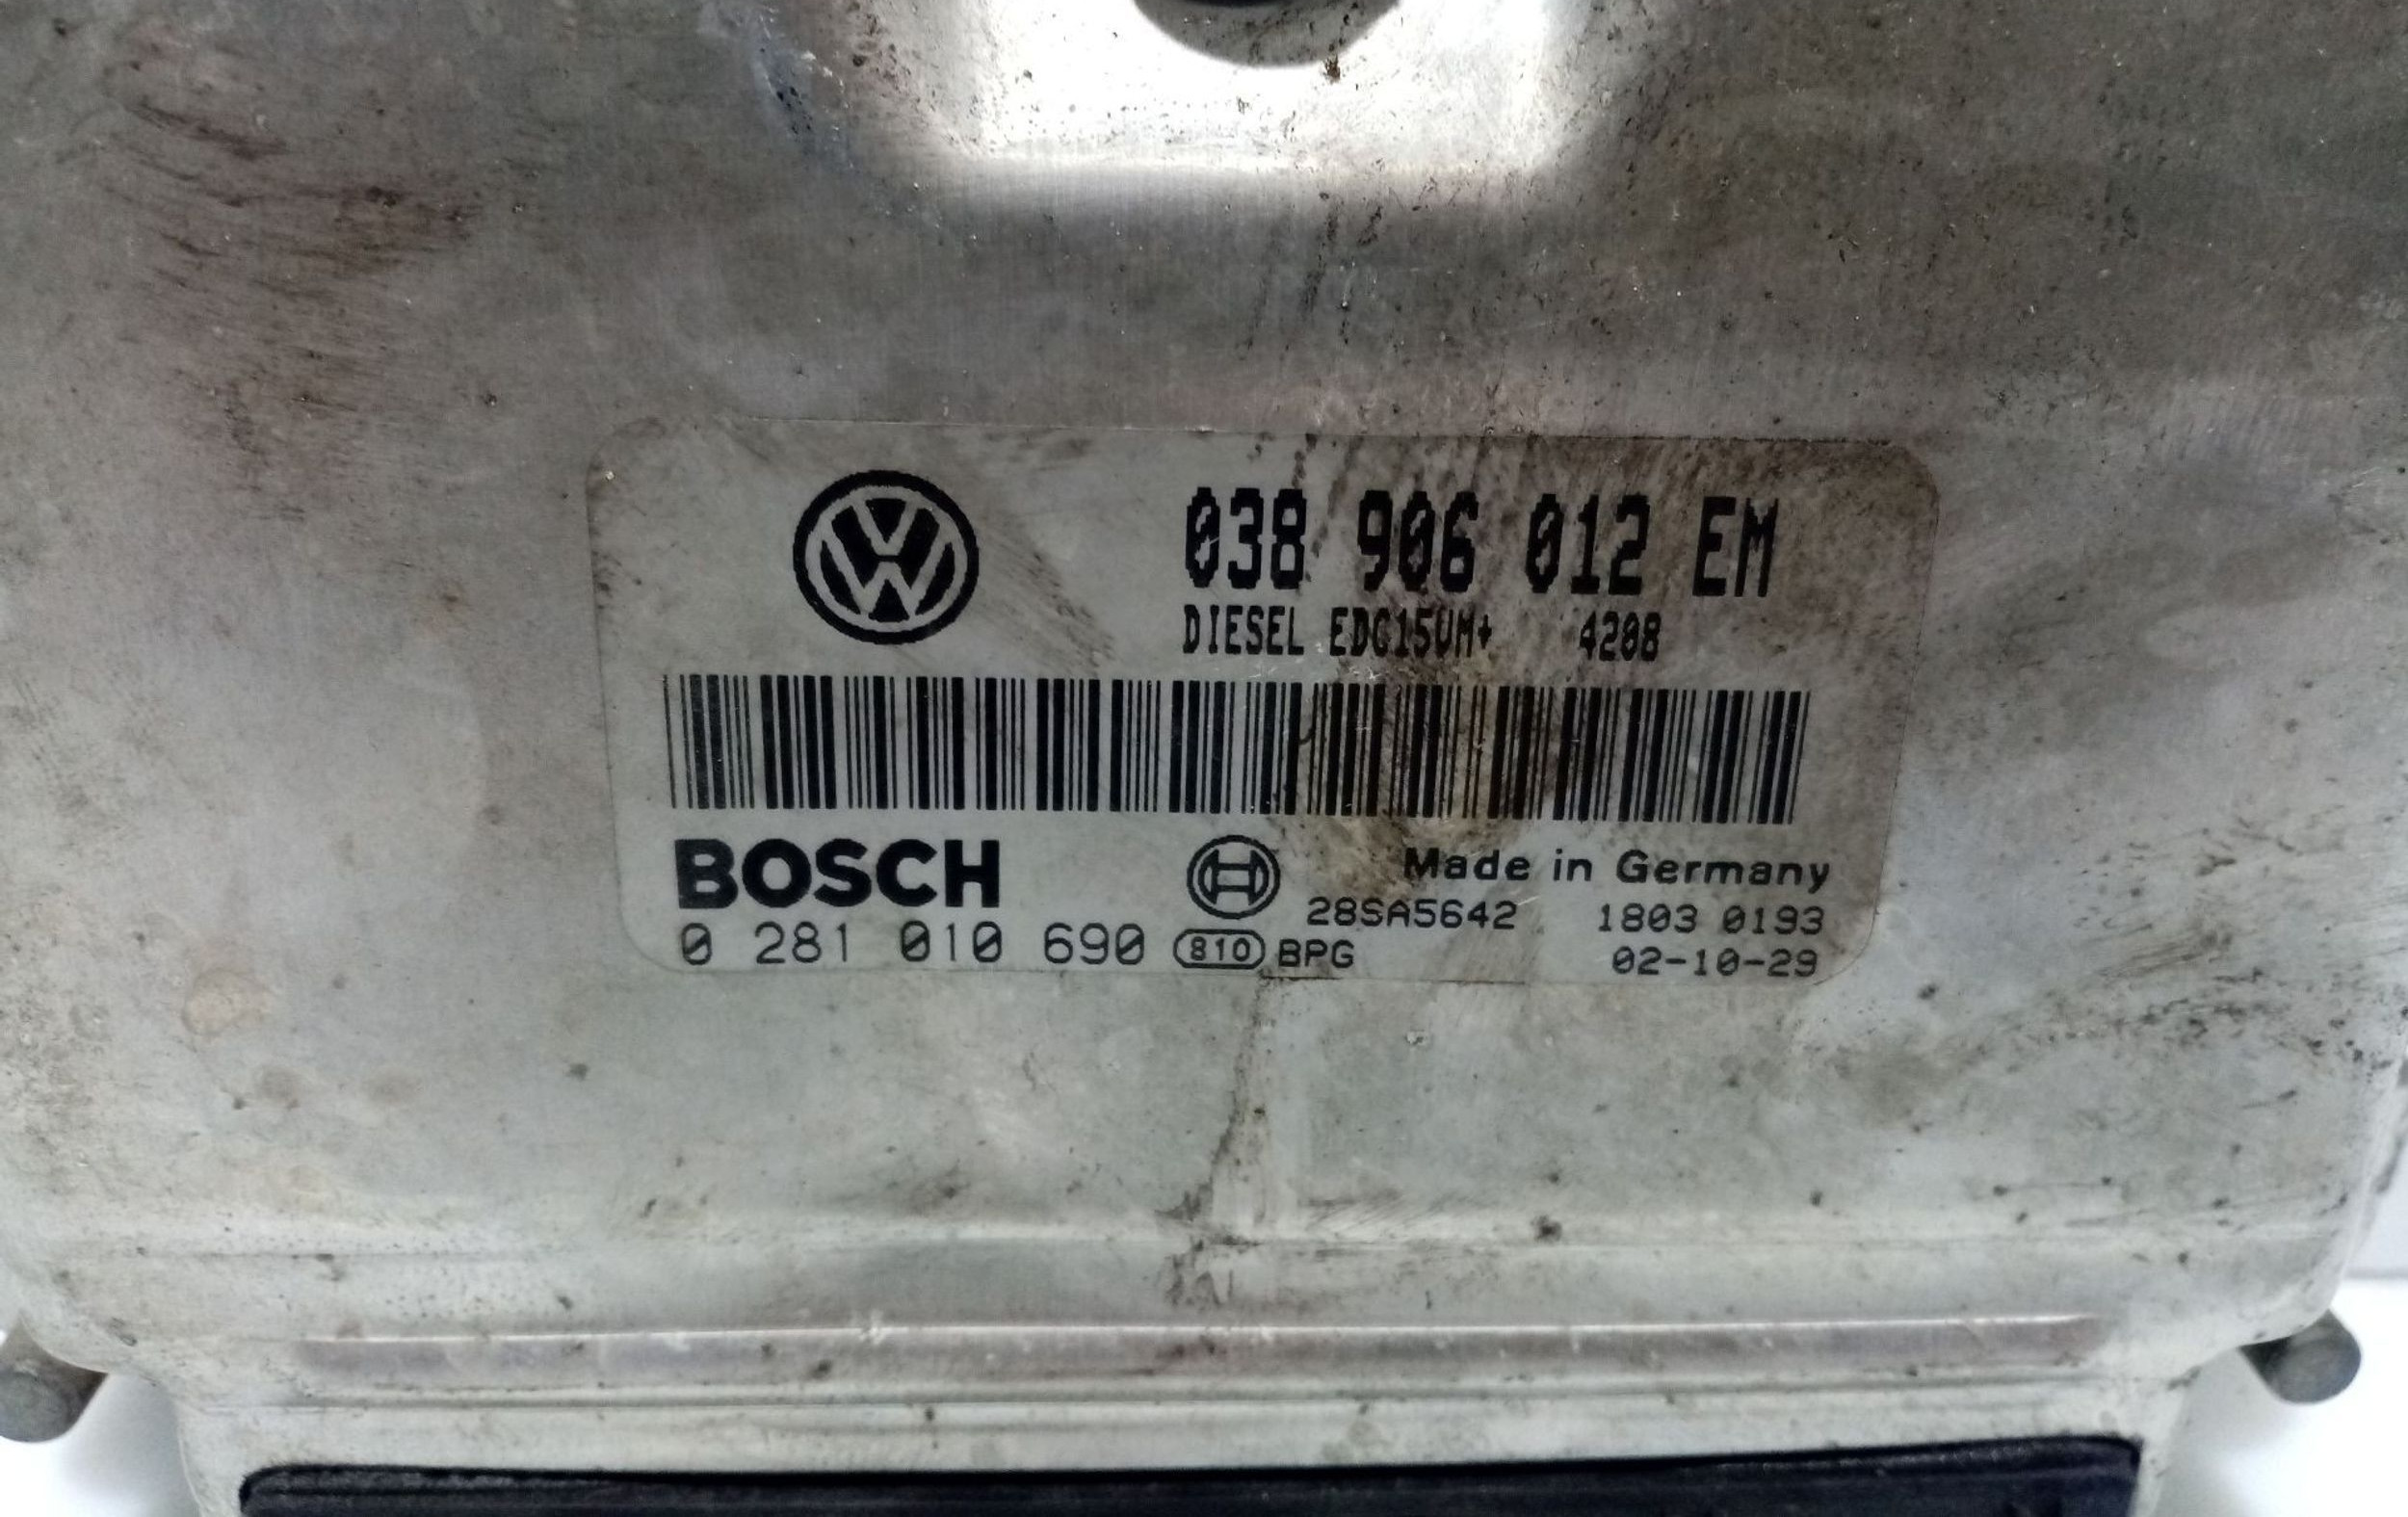 038 906 012 EM
DIESEL EDC15VM+ 4208
BOSCH
Made in Germany
28SA5642 1803 0193
0 281 010 690 810 BPG 02-10-29